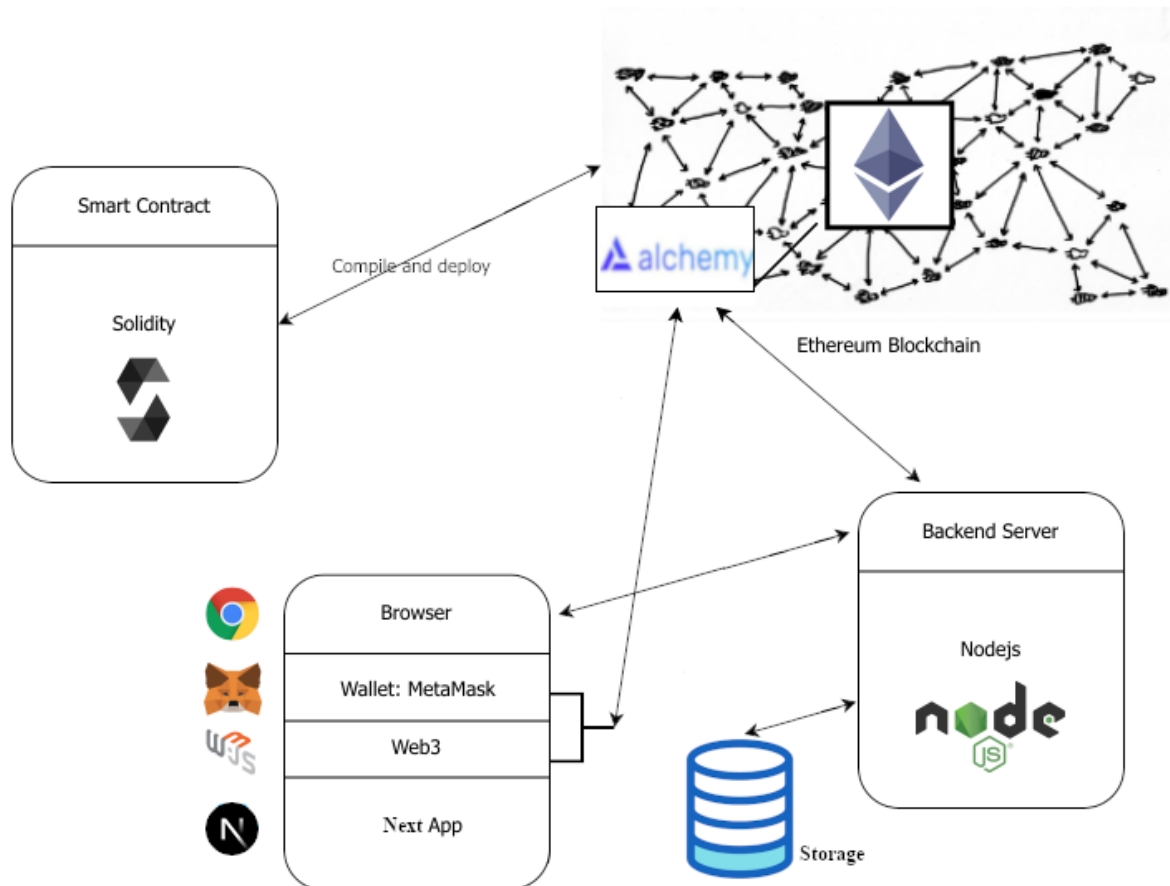 Smart Contract
Solidity
Compile and deploy
alchemy
Ethereum Blockchain
Backend Server
Nodejs
node
JS
Browser
Wallet: MetaMask
W3JS
Web3
N
Next App
Storage